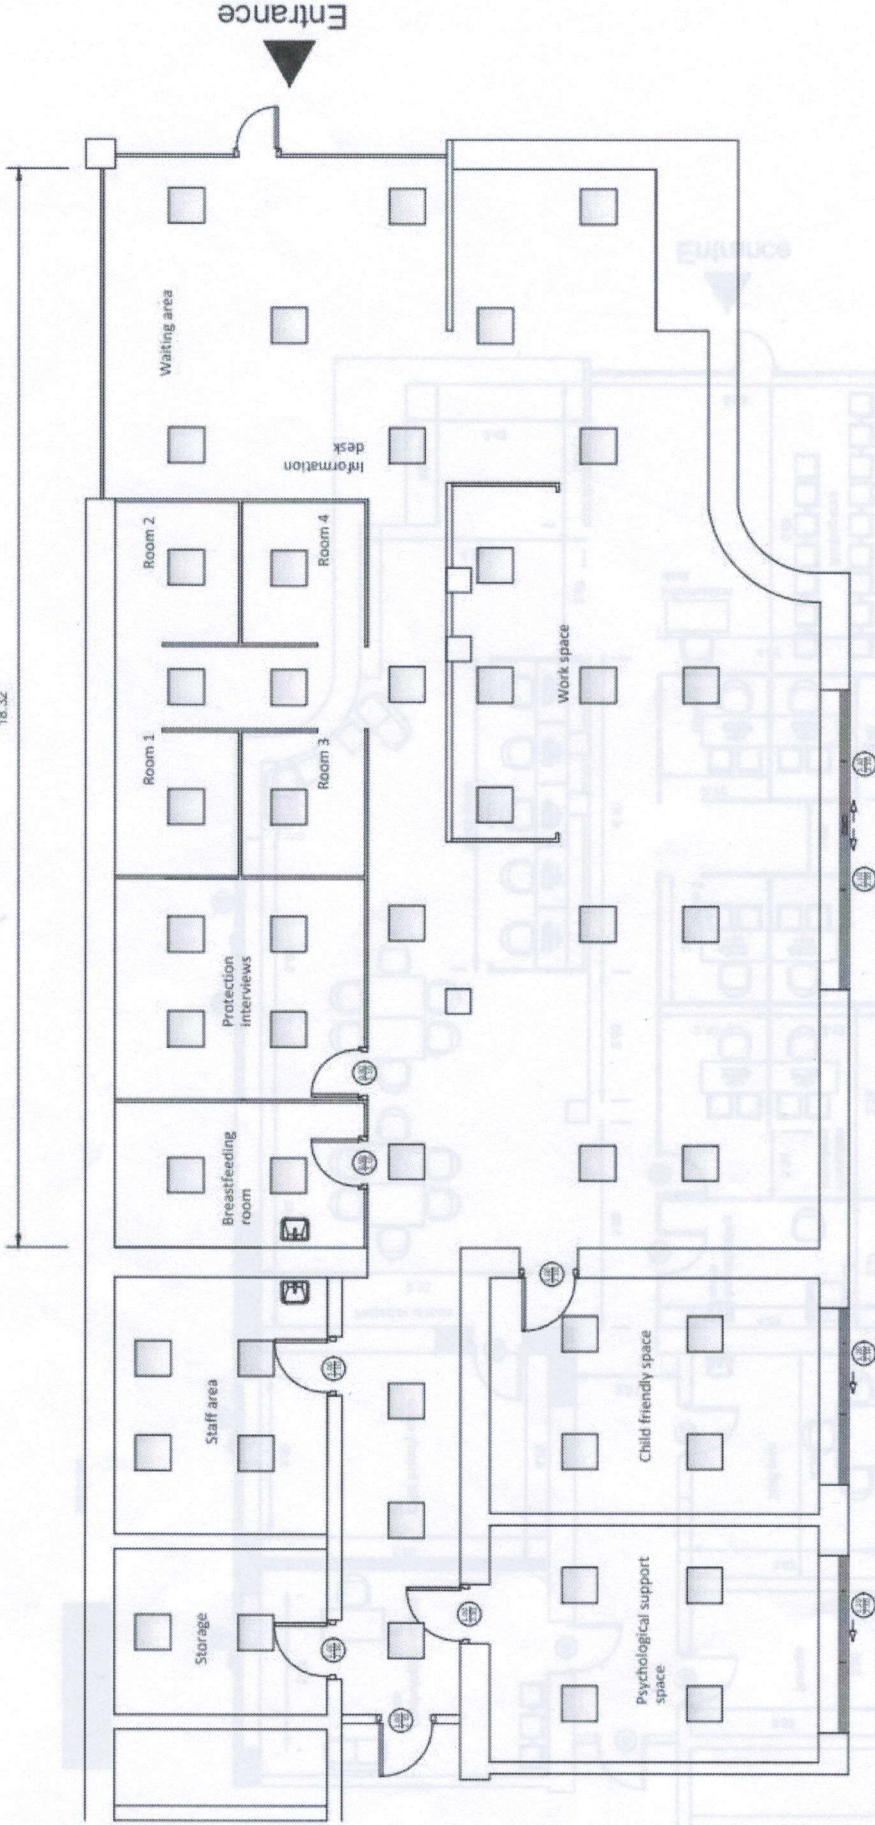 Entrance
18.32
Waiting area
Information
desk
Room 2
Room 4
Room 1
Room 3
Work space
Protection
interviews
Breastfeeding
room
Staff area
Child friendly space
Storage
Psychological support
space
Entrance